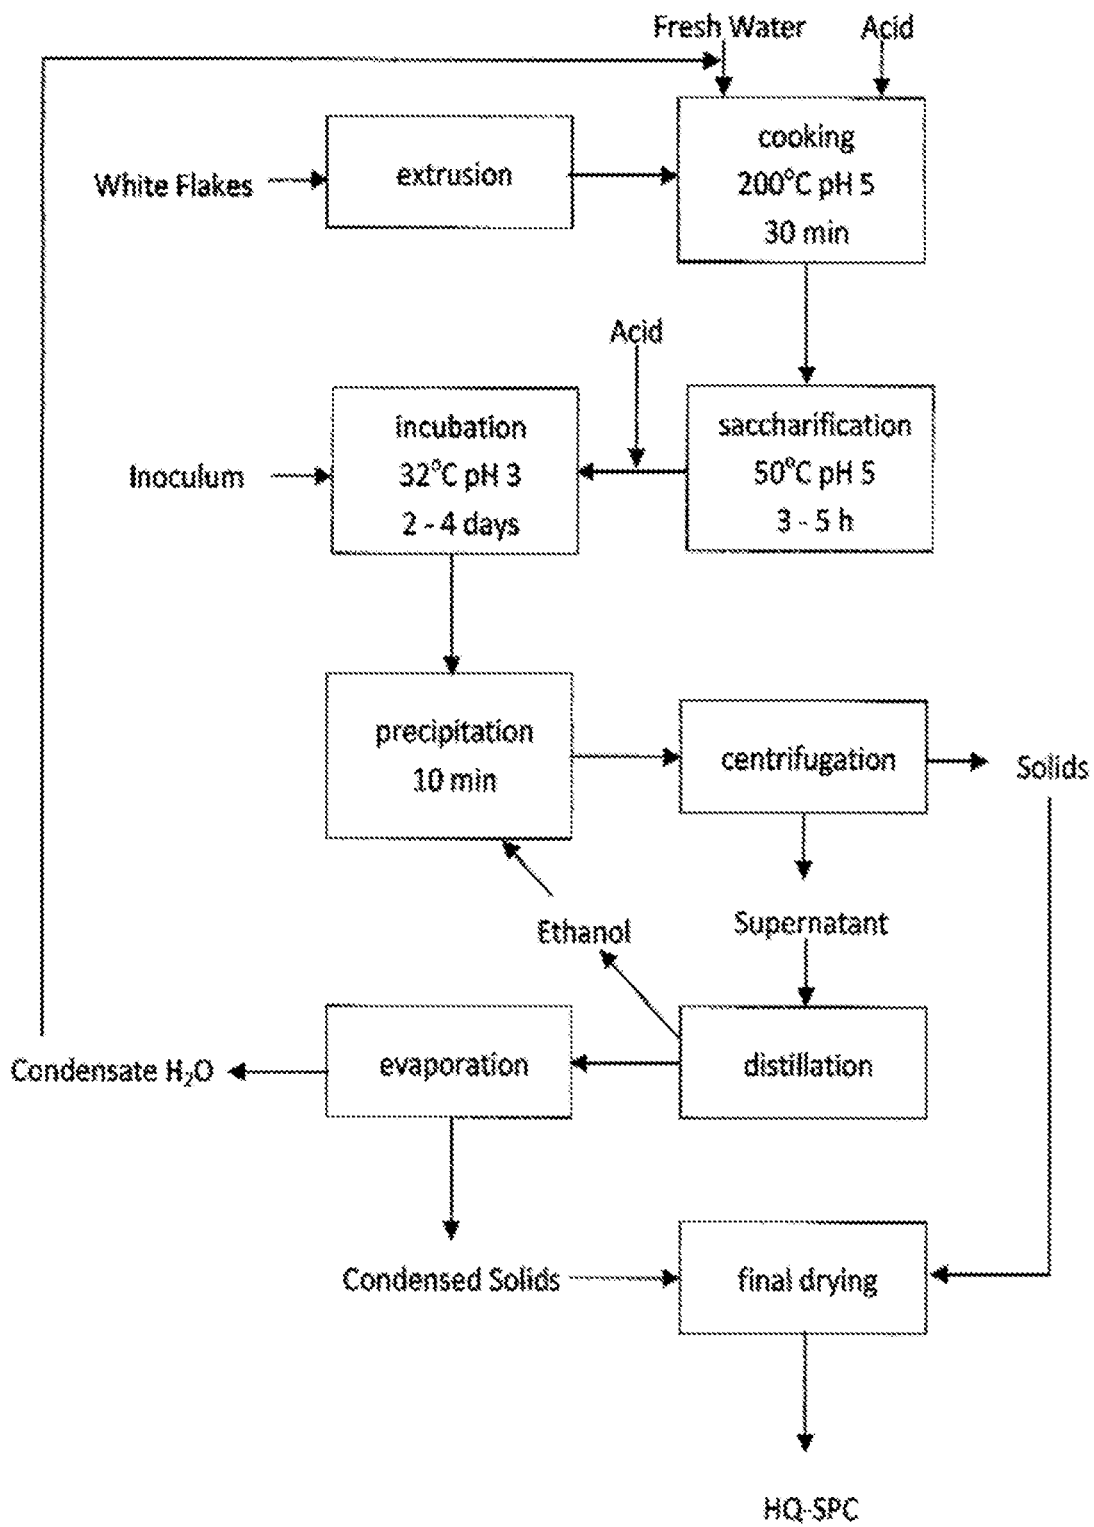 Fresh Water
Acid
cooking
200°C pH 5
30 min
White Flakes
extrusion
Acid
incubation
32°C pH 3
2 - 4 days
Inoculum
saccharification
50°C pH 5
3 - 5 h
precipitation
10 min
centrifugation
Solids
Ethanol
Supernatant
Condensate H₂O
evaporation
distillation
Condensed Solids
final drying
HQ-SPC